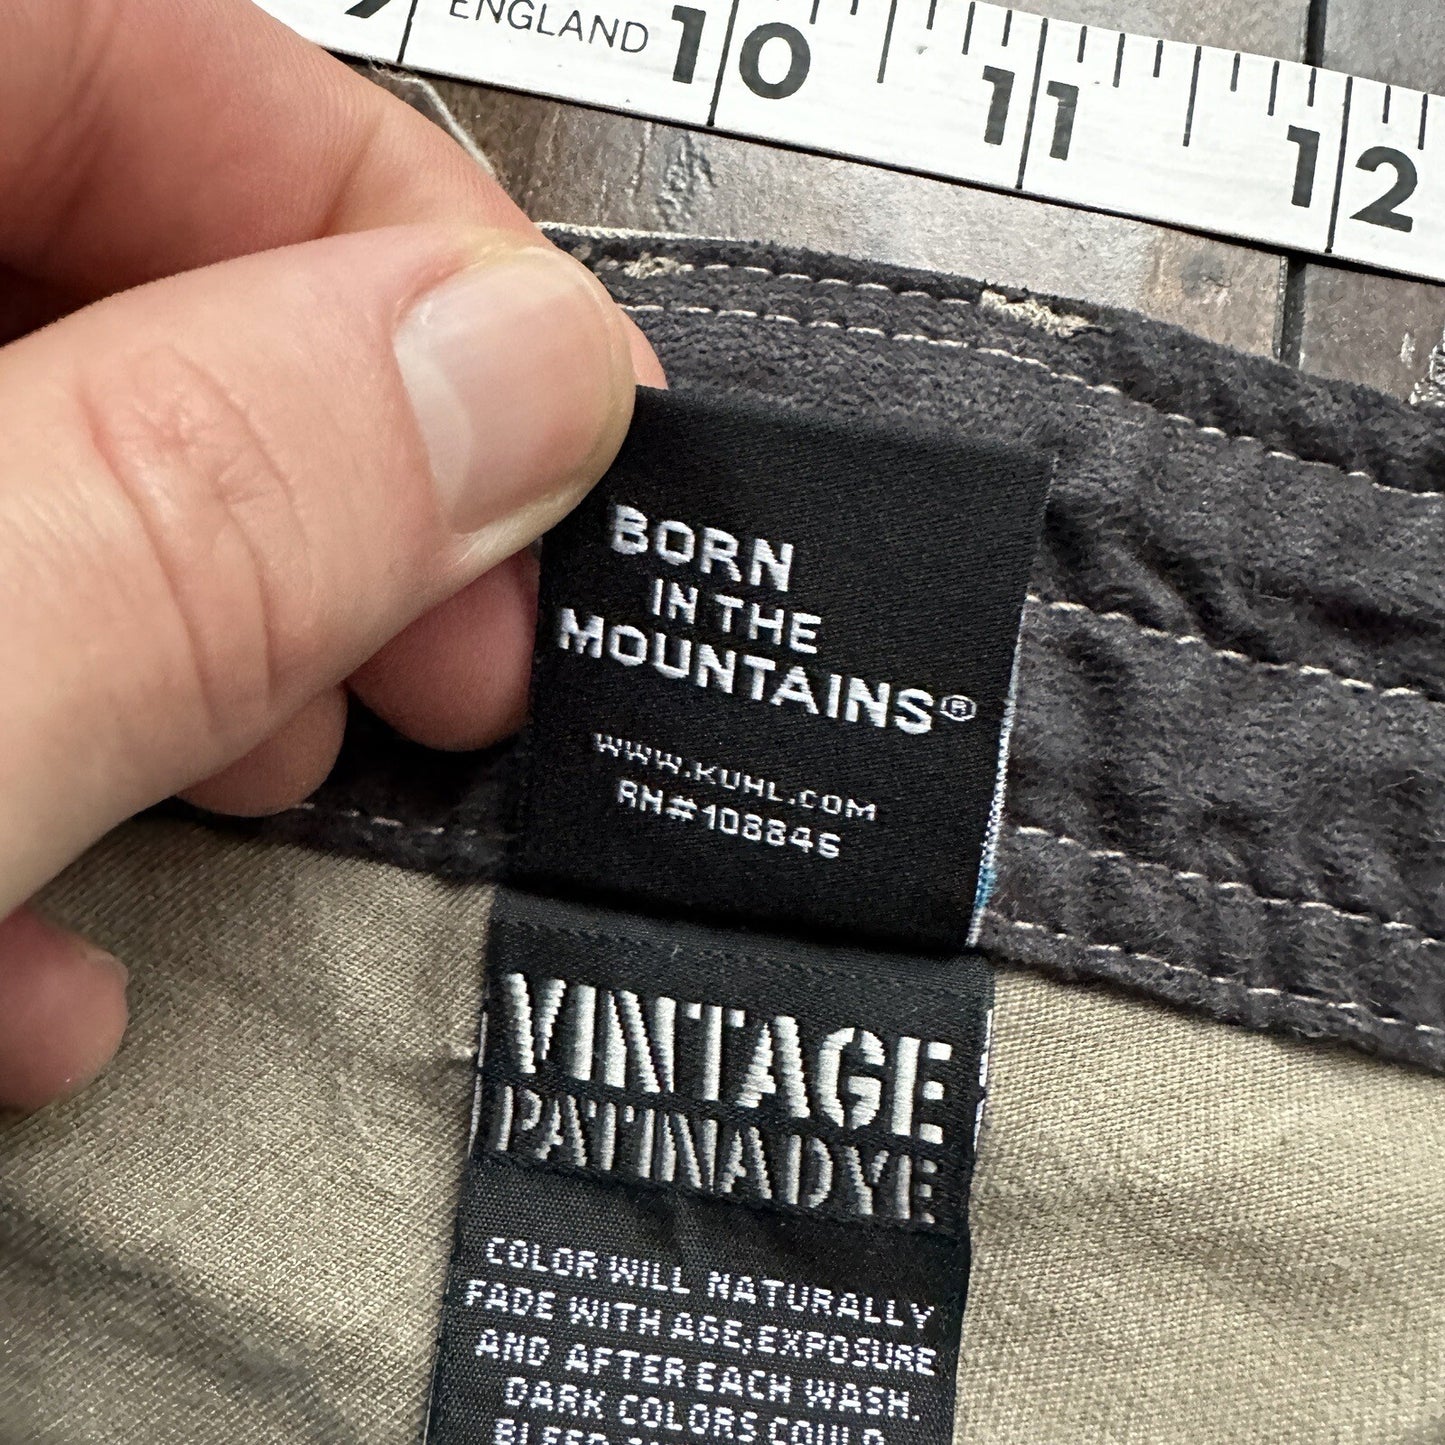 ENGLAND
10
11
12
BORN
IN THE
MOUNTAINS®
WWW.KUHL.COM
RN#108846
VINTAGE
PATINADYE
COLOR WILL NATURALLY
FADE WITH AGE, EXPOSURE
AND AFTER EACH WASH.
DARK COLORS COULD